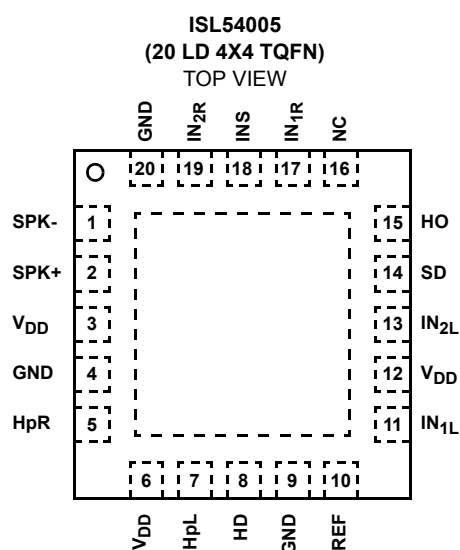 ISL54005
(20 LD 4X4 TQFN)
TOP VIEW
GND IN2R INS IN1R NC
20 19 18 17 16
SPK- 1 15 HO
SPK+ 2 14 SD
VDD 3 13 IN2L
GND 4 12 VDD
HpR 5 11 IN1L
6 7 8 9 10
VDD HpL HD GND REF